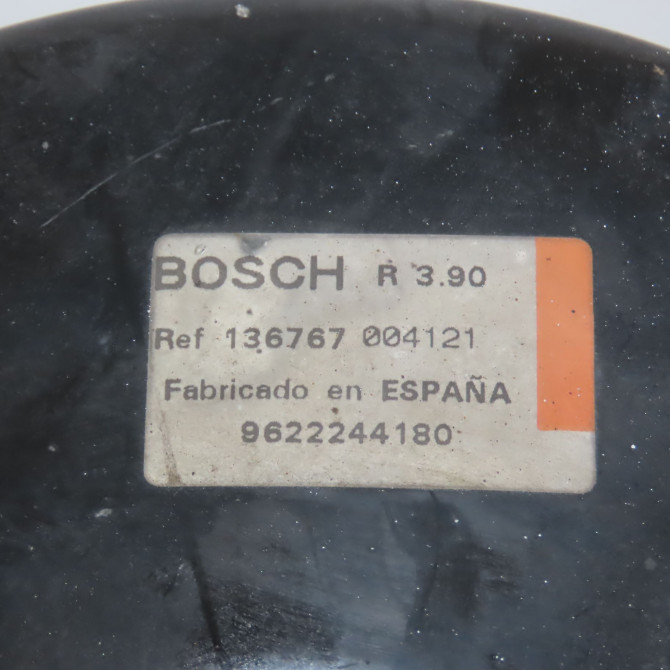 BOSCH R 3.90
Ref 136767 004121
Fabricado en ESPAÑA
9622244180